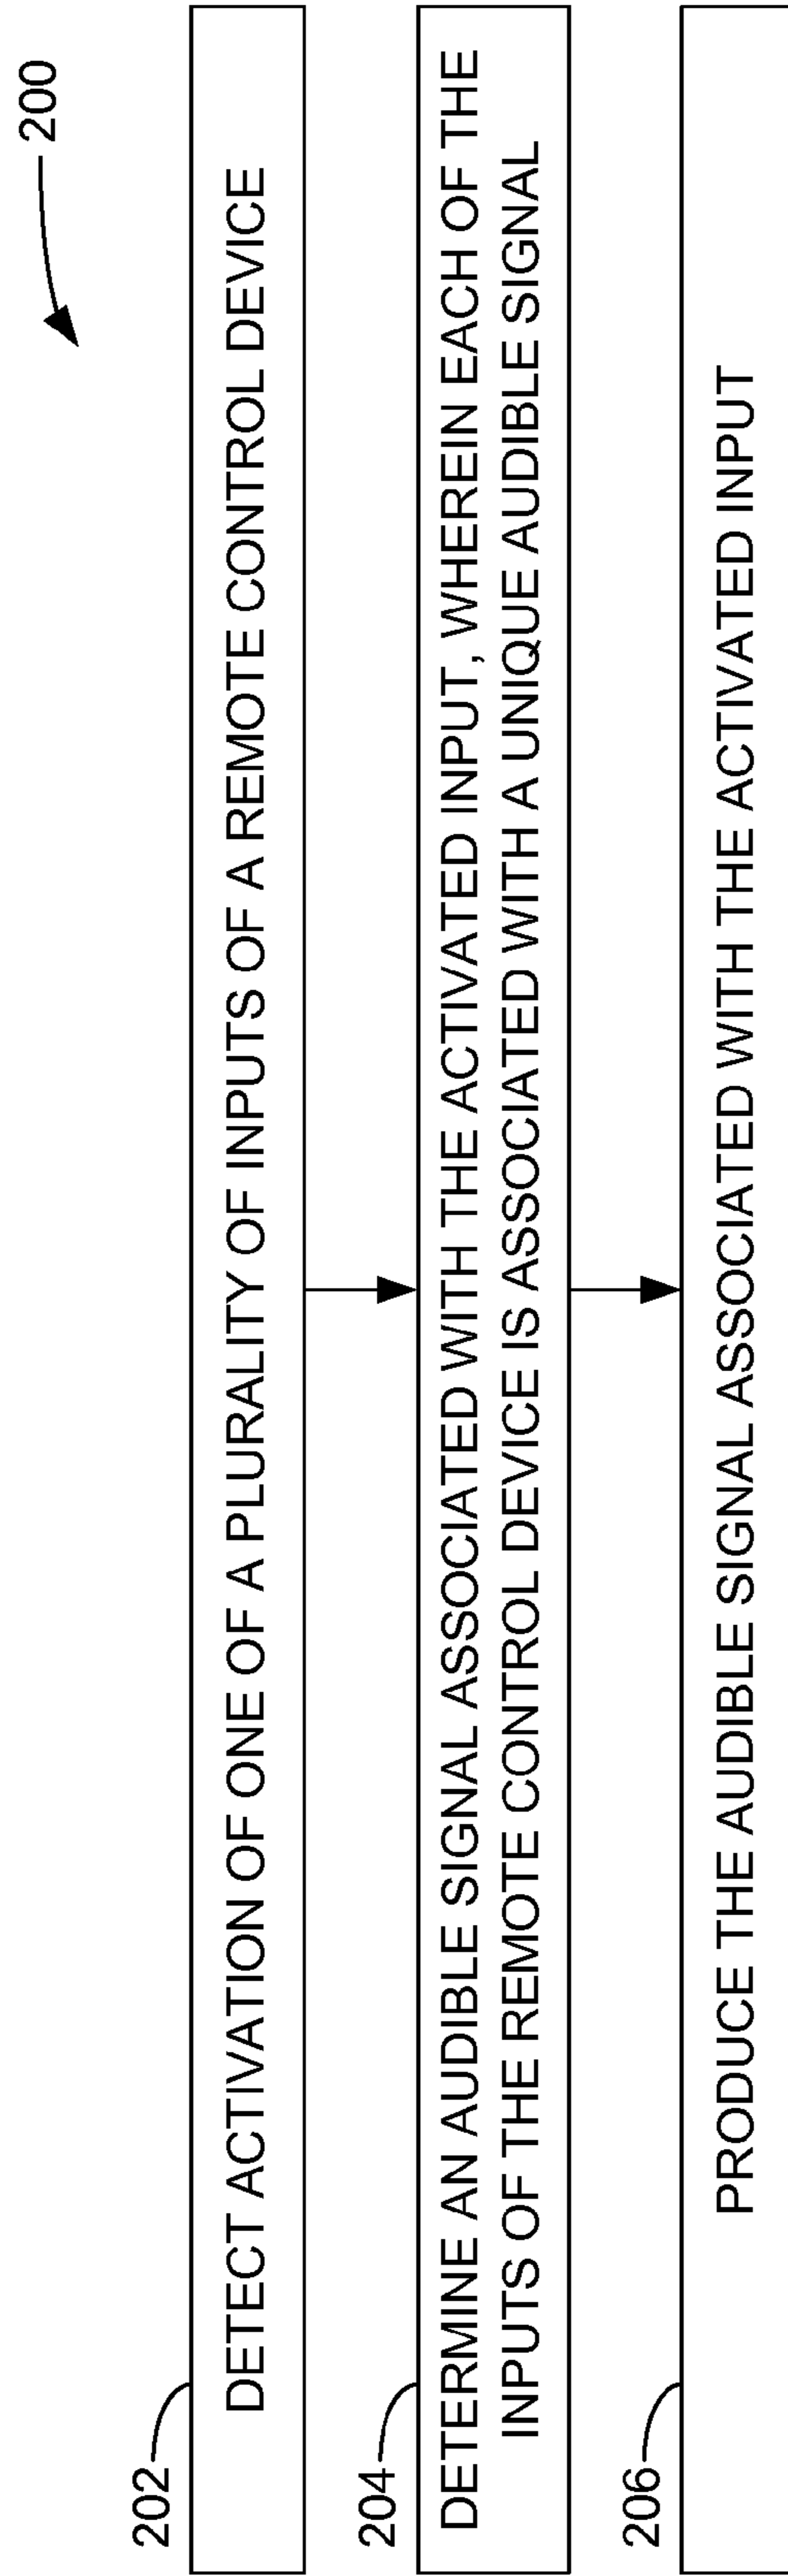 200
202
DETECT ACTIVATION OF ONE OF A PLURALITY OF INPUTS OF A REMOTE CONTROL DEVICE
204
DETERMINE AN AUDIBLE SIGNAL ASSOCIATED WITH THE ACTIVATED INPUT, WHEREIN EACH OF THE
INPUTS OF THE REMOTE CONTROL DEVICE IS ASSOCIATED WITH A UNIQUE AUDIBLE SIGNAL
206
PRODUCE THE AUDIBLE SIGNAL ASSOCIATED WITH THE ACTIVATED INPUT